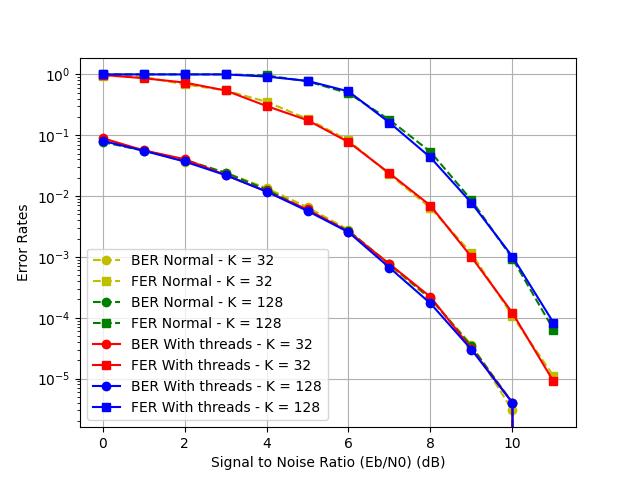 10⁰
10⁻¹
10⁻²
10⁻³
10⁻⁴
10⁻⁵
Error Rates
BER Normal - K = 32
FER Normal - K = 32
BER Normal - K = 128
FER Normal - K = 128
BER With threads - K = 32
FER With threads - K = 32
BER With threads - K = 128
FER With threads - K = 128
0 2 4 6 8 10
Signal to Noise Ratio (Eb/N0) (dB)